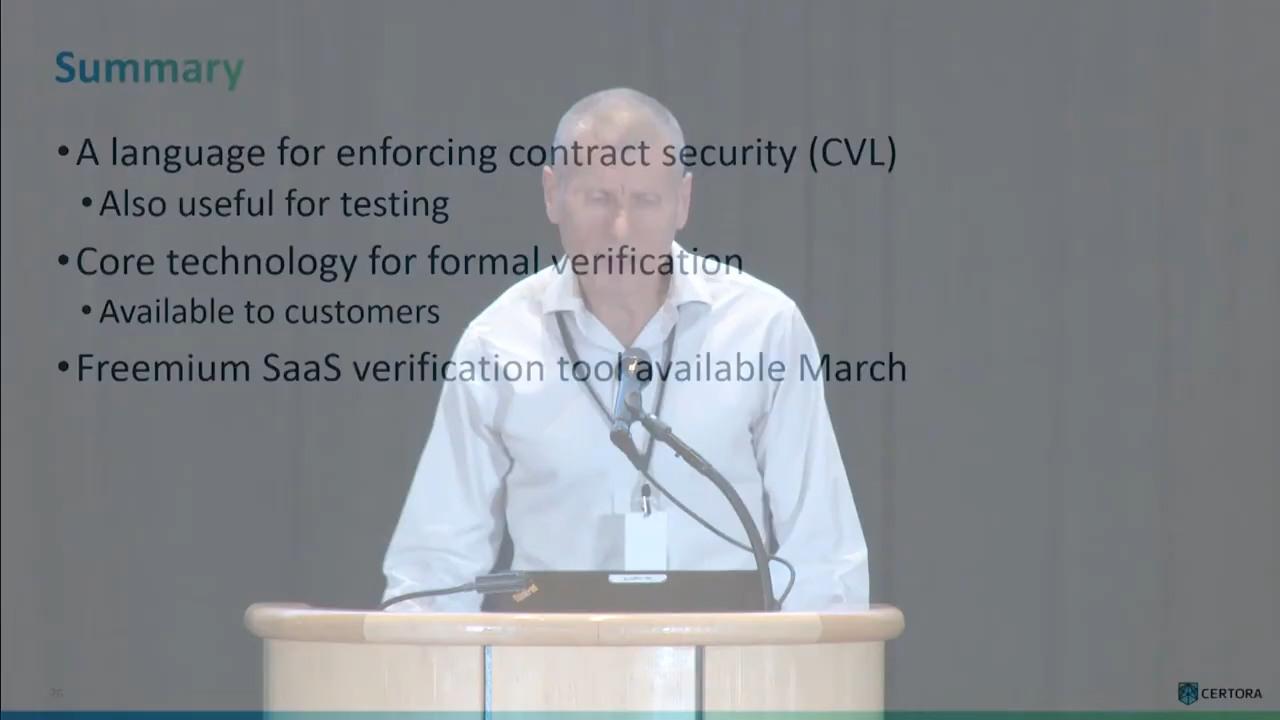 Summary
•A language for enforcing contract security (CVL)
•Also useful for testing
•Core technology for formal verification
•Available to customers
•Freemium SaaS verification tool available March
26
CERTORA